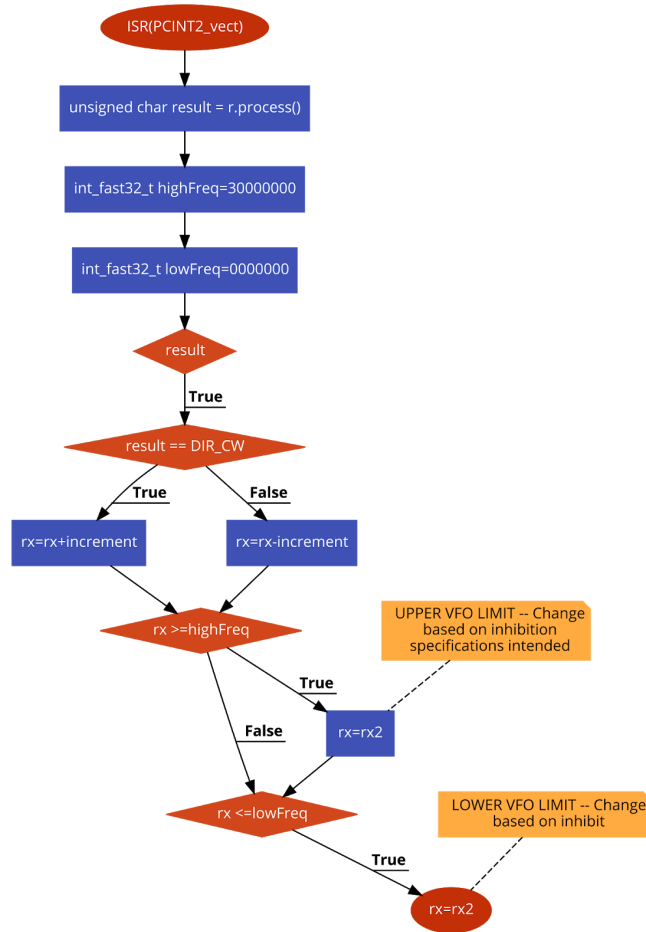 ISR(PCINT2_vect)
unsigned char result = r.process()
int_fast32_t highFreq=30000000
int_fast32_t lowFreq=0000000
result
True
result == DIR_CW
True
False
rx=rx+increment
rx=rx-increment
UPPER VFO LIMIT -- Change
based on inhibition
specifications intended
rx >=highFreq
True
False
rx=rx2
LOWER VFO LIMIT -- Change
based on inhibit
rx <=lowFreq
True
rx=rx2